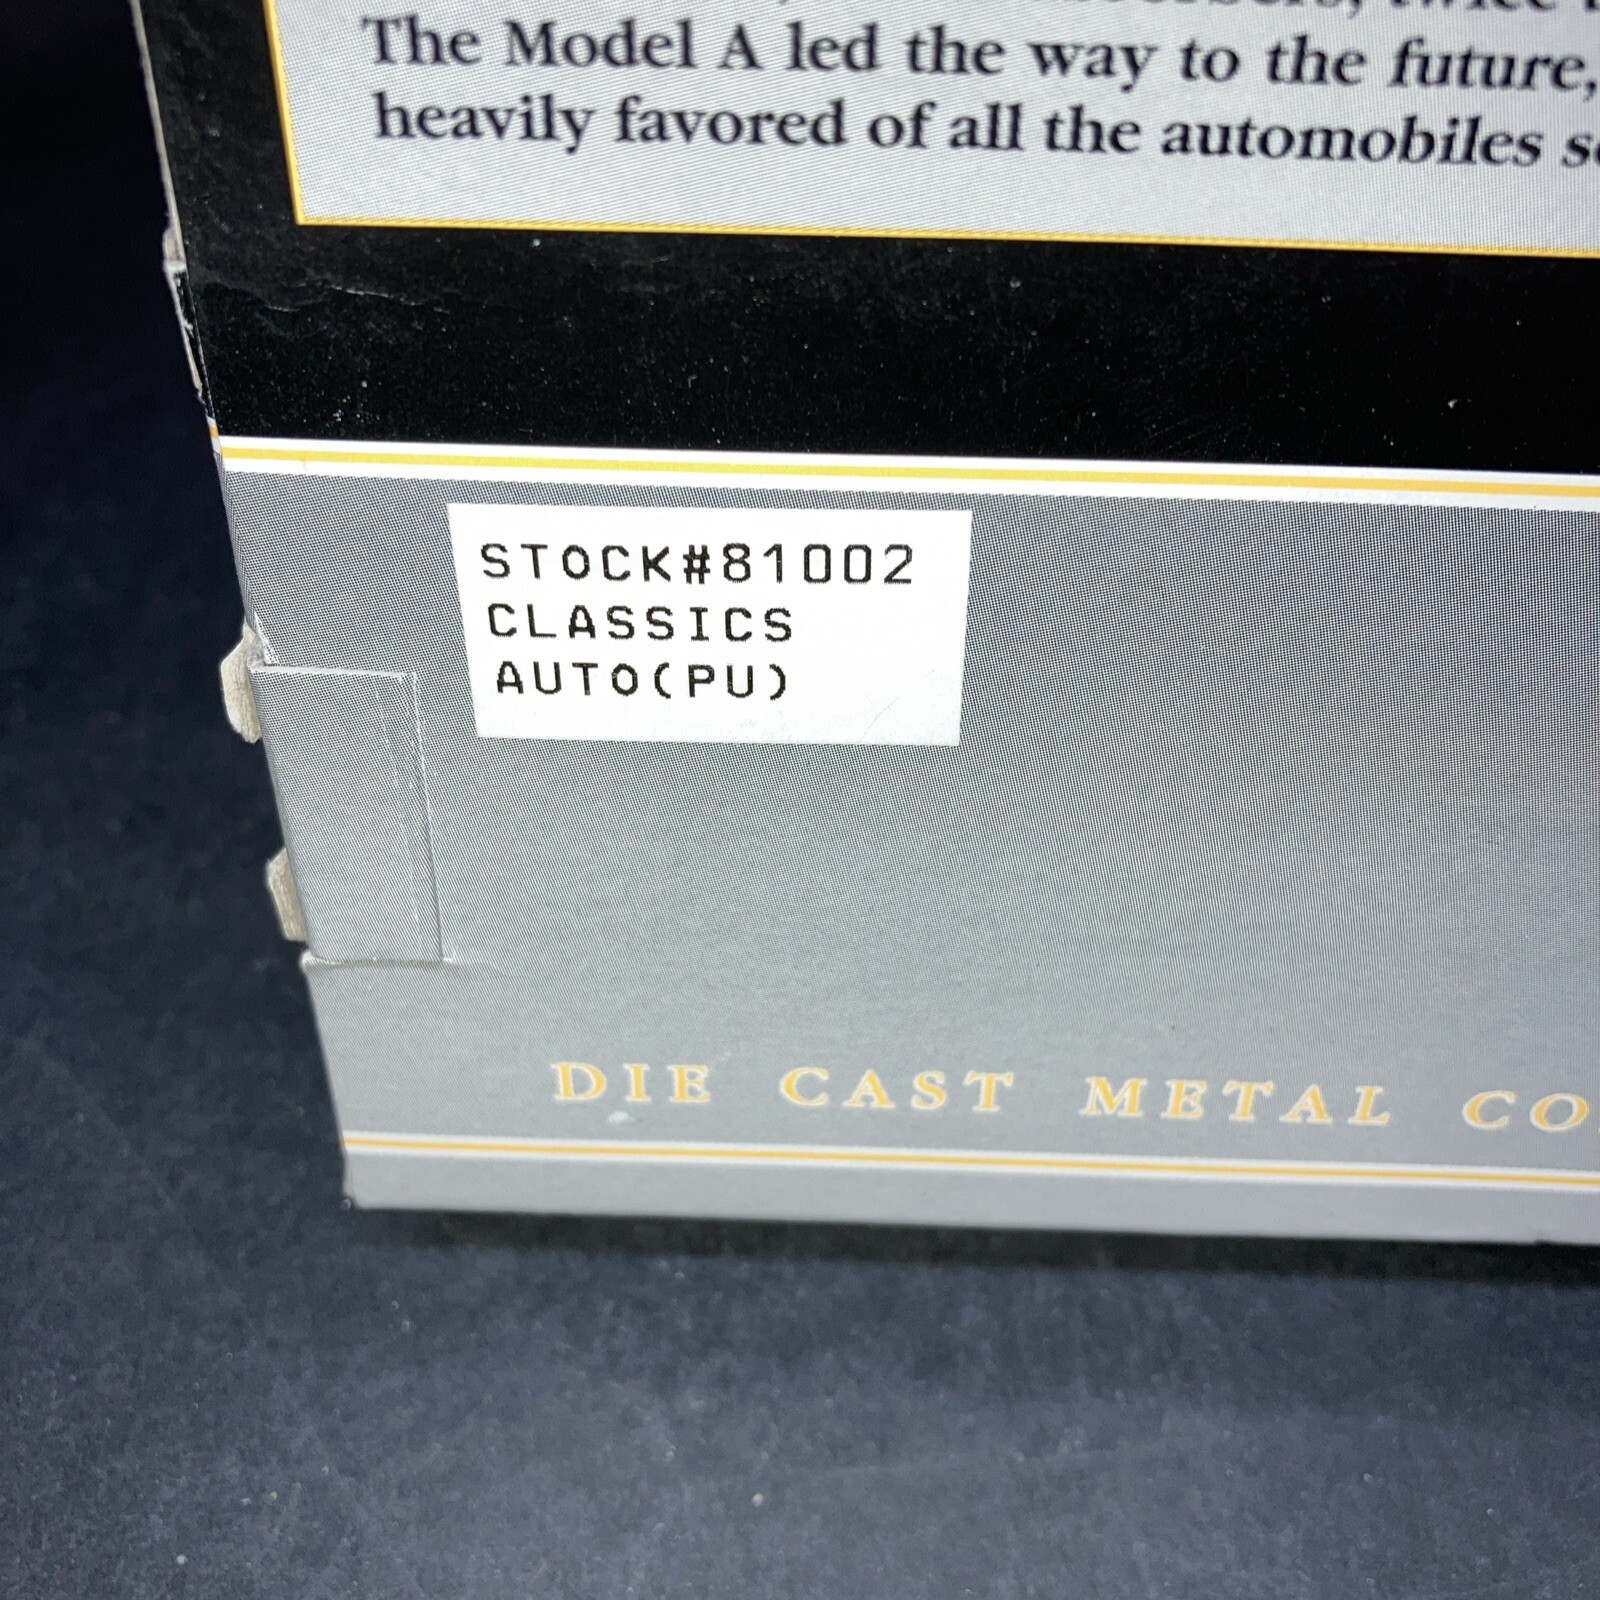 twice
The Model A led the way to the future,
heavily favored of all the automobiles
STOCK#81002
CLASSICS
AUTO(PU)
DIE CAST METAL